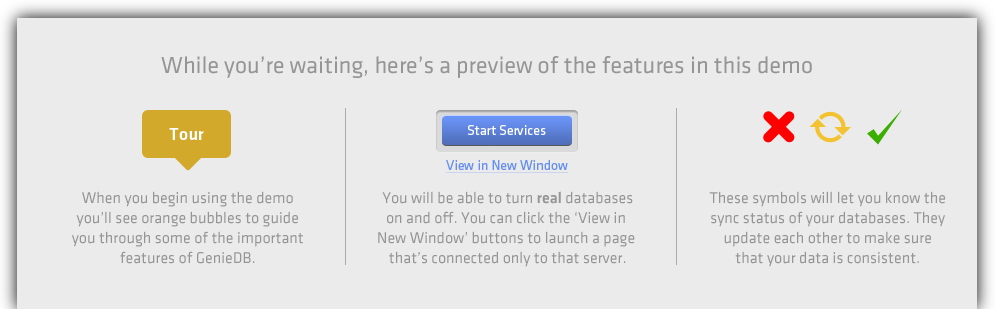 While you're waiting, here's a preview of the features in this demo
Tour
When you begin using the demo
you'll see orange bubbles to guide
you through some of the important
features of GenieDB.
Start Services
View in New Window
You will be able to turn real databases
on and off. You can click the 'View in
New Window' buttons to launch a page
that's connected only to that server.
These symbols will let you know the
sync status of your databases. They
update each other to make sure
that your data is consistent.